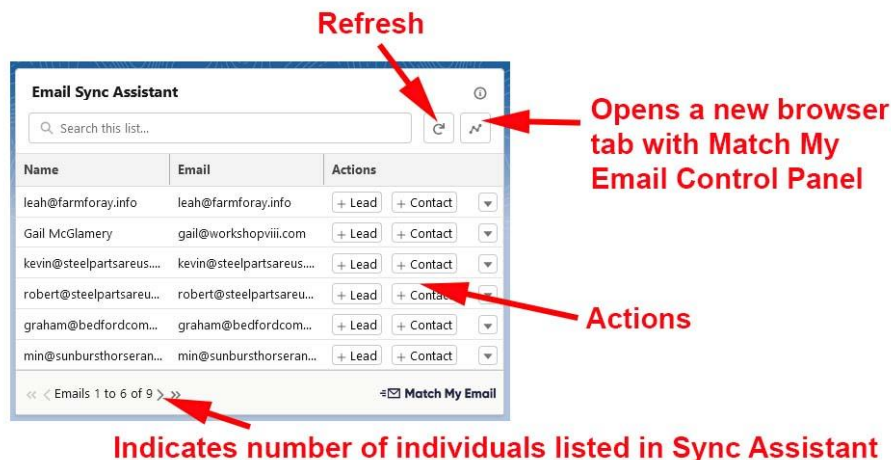 Refresh
Email Sync Assistant
Search this list...
Opens a new browser
tab with Match My
Email Control Panel
Name Email Actions
leah@farmforay.info leah@farmforay.info + Lead + Contact
Gail McGlamery gail@workshopviii.com + Lead + Contact
kevin@steelpartsareus.... kevin@steelpartsareus.... + Lead + Contact
robert@steelpartsareu... robert@steelpartsareu... + Lead + Contact
Actions
graham@bedfordcom... graham@bedfordcom... + Lead + Contact
min@sunbursthorseran... min@sunbursthorseran... + Lead + Contact
« < Emails 1 to 6 of 9 > » Match My Email
Indicates number of individuals listed in Sync Assistant